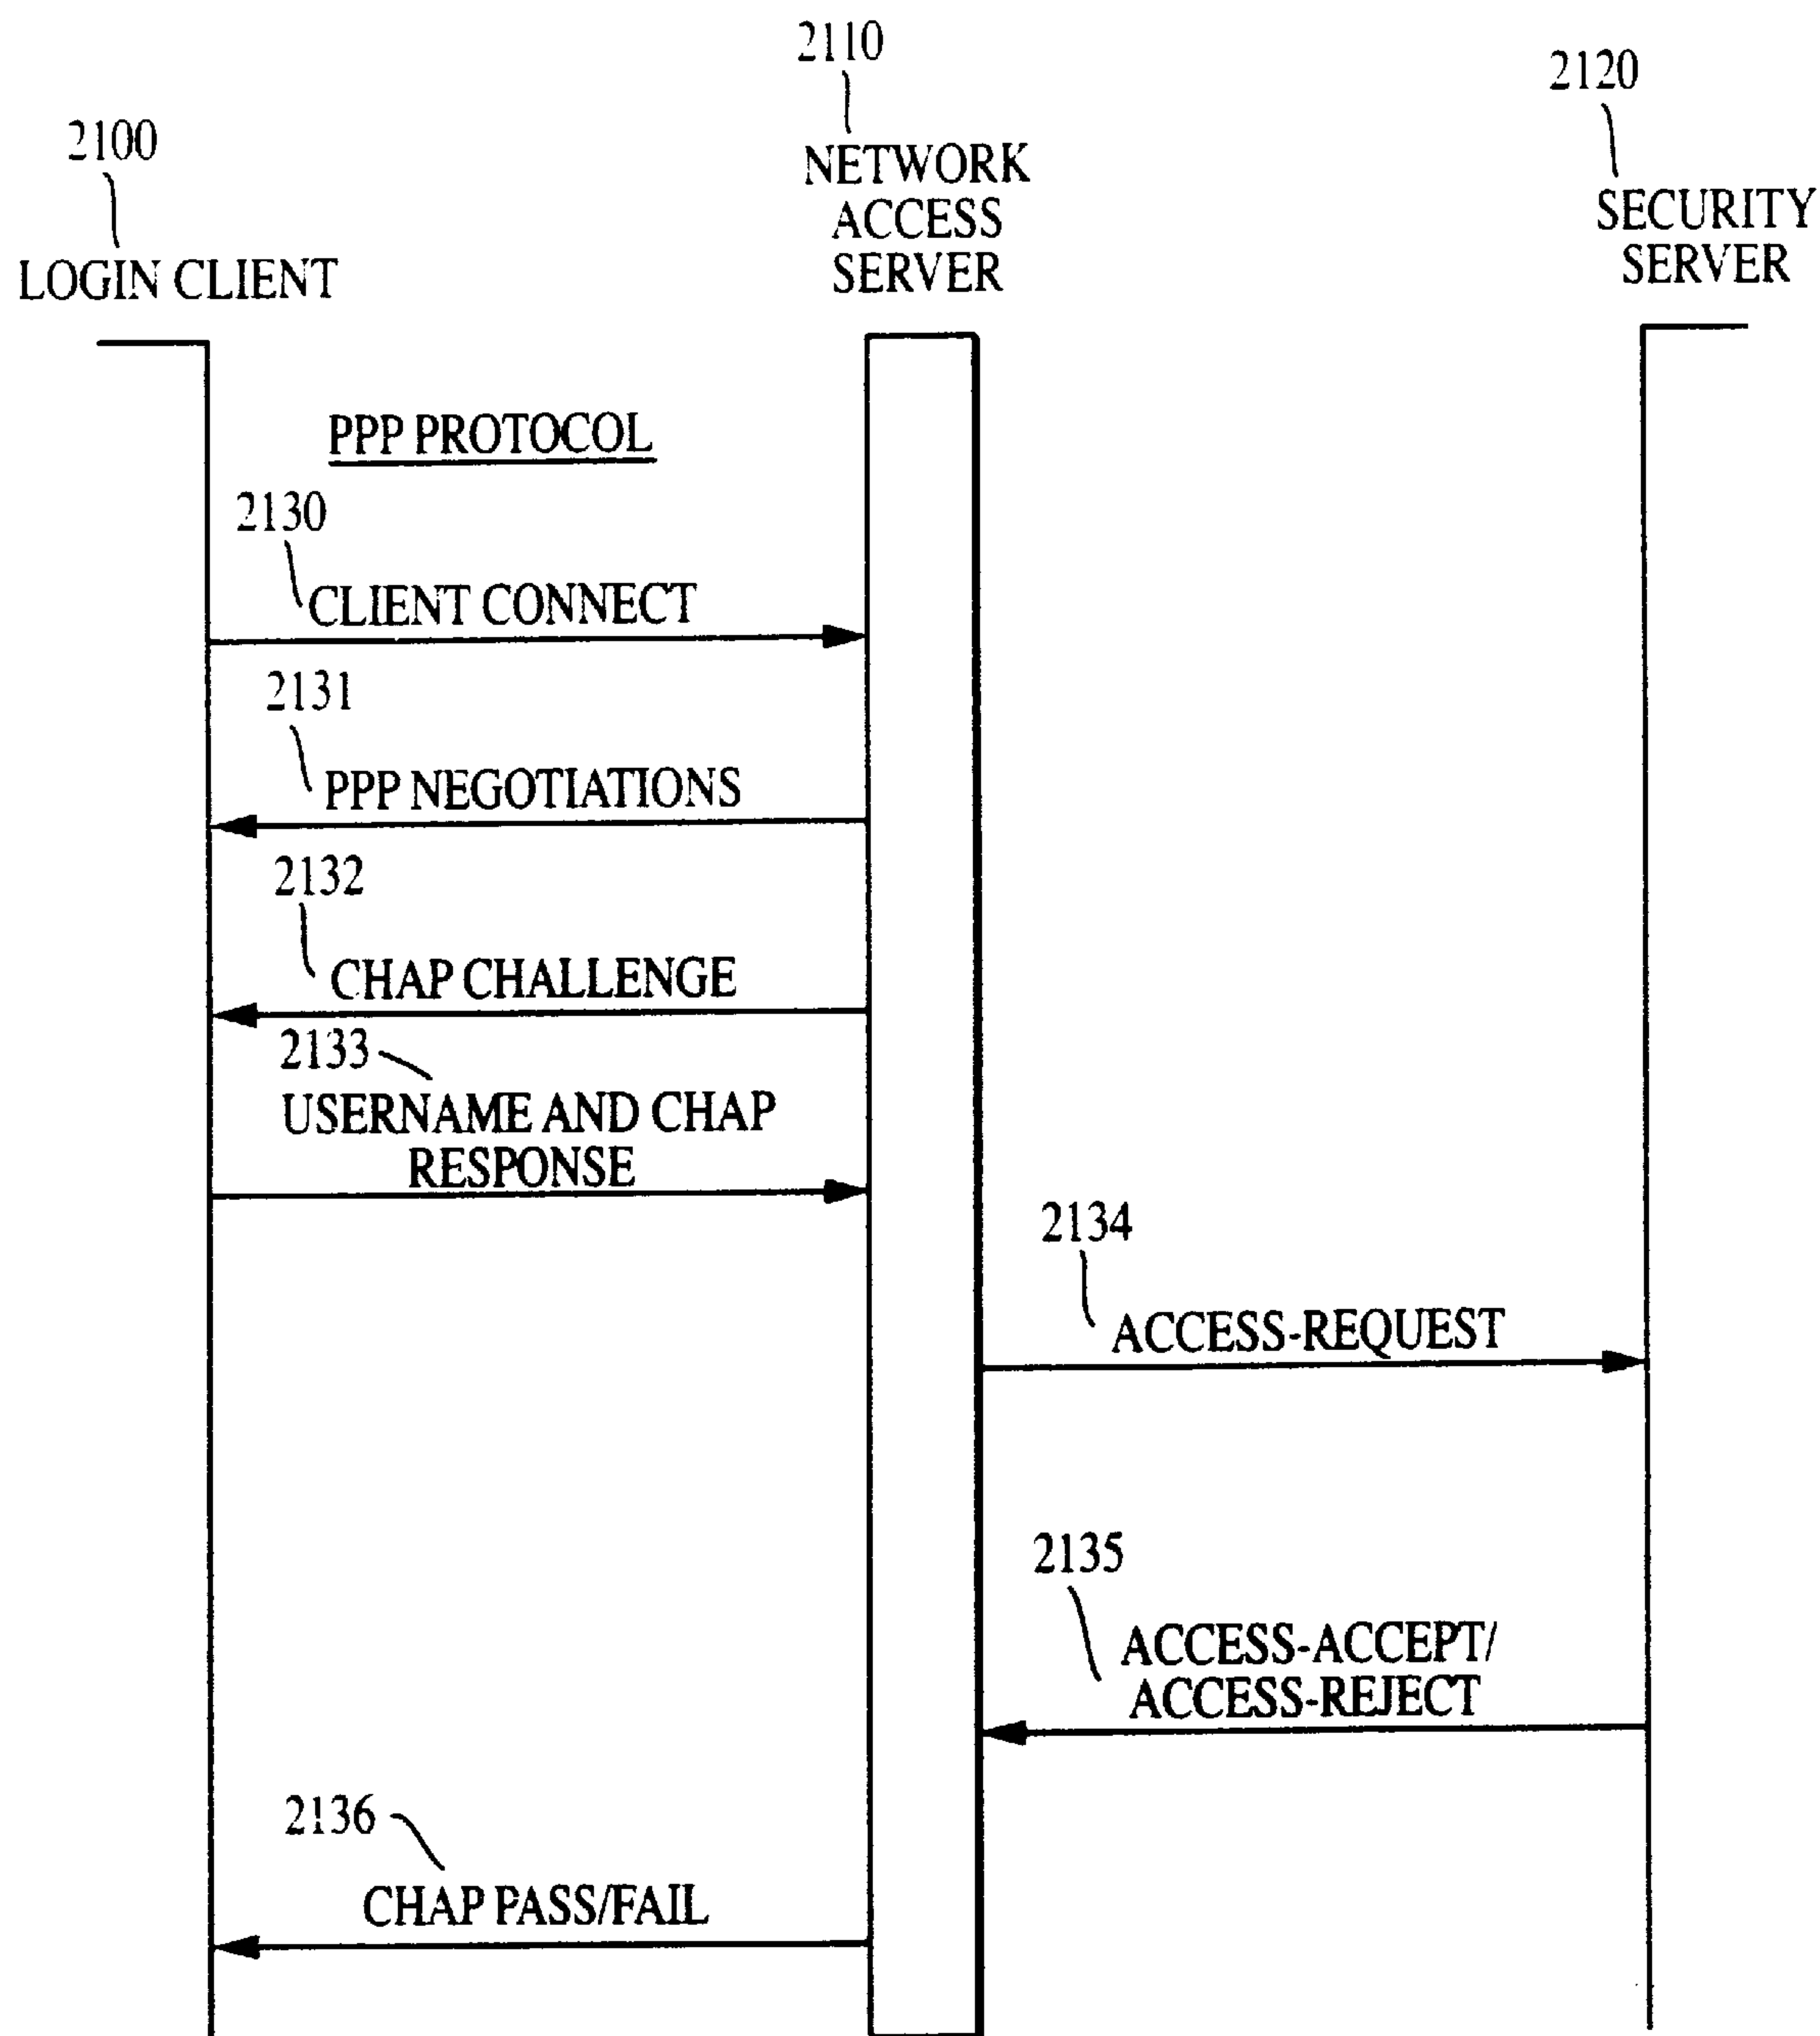 2110
2120
2100
NETWORK
ACCESS
SERVER
SECURITY
SERVER
LOGIN CLIENT
PPP PROTOCOL
2130
CLIENT CONNECT
2131
PPP NEGOTIATIONS
2132
CHAP CHALLENGE
2133
USERNAME AND CHAP
RESPONSE
2134
ACCESS-REQUEST
2135
ACCESS-ACCEPT/
ACCESS-REJECT
2136
CHAP PASS/FAIL